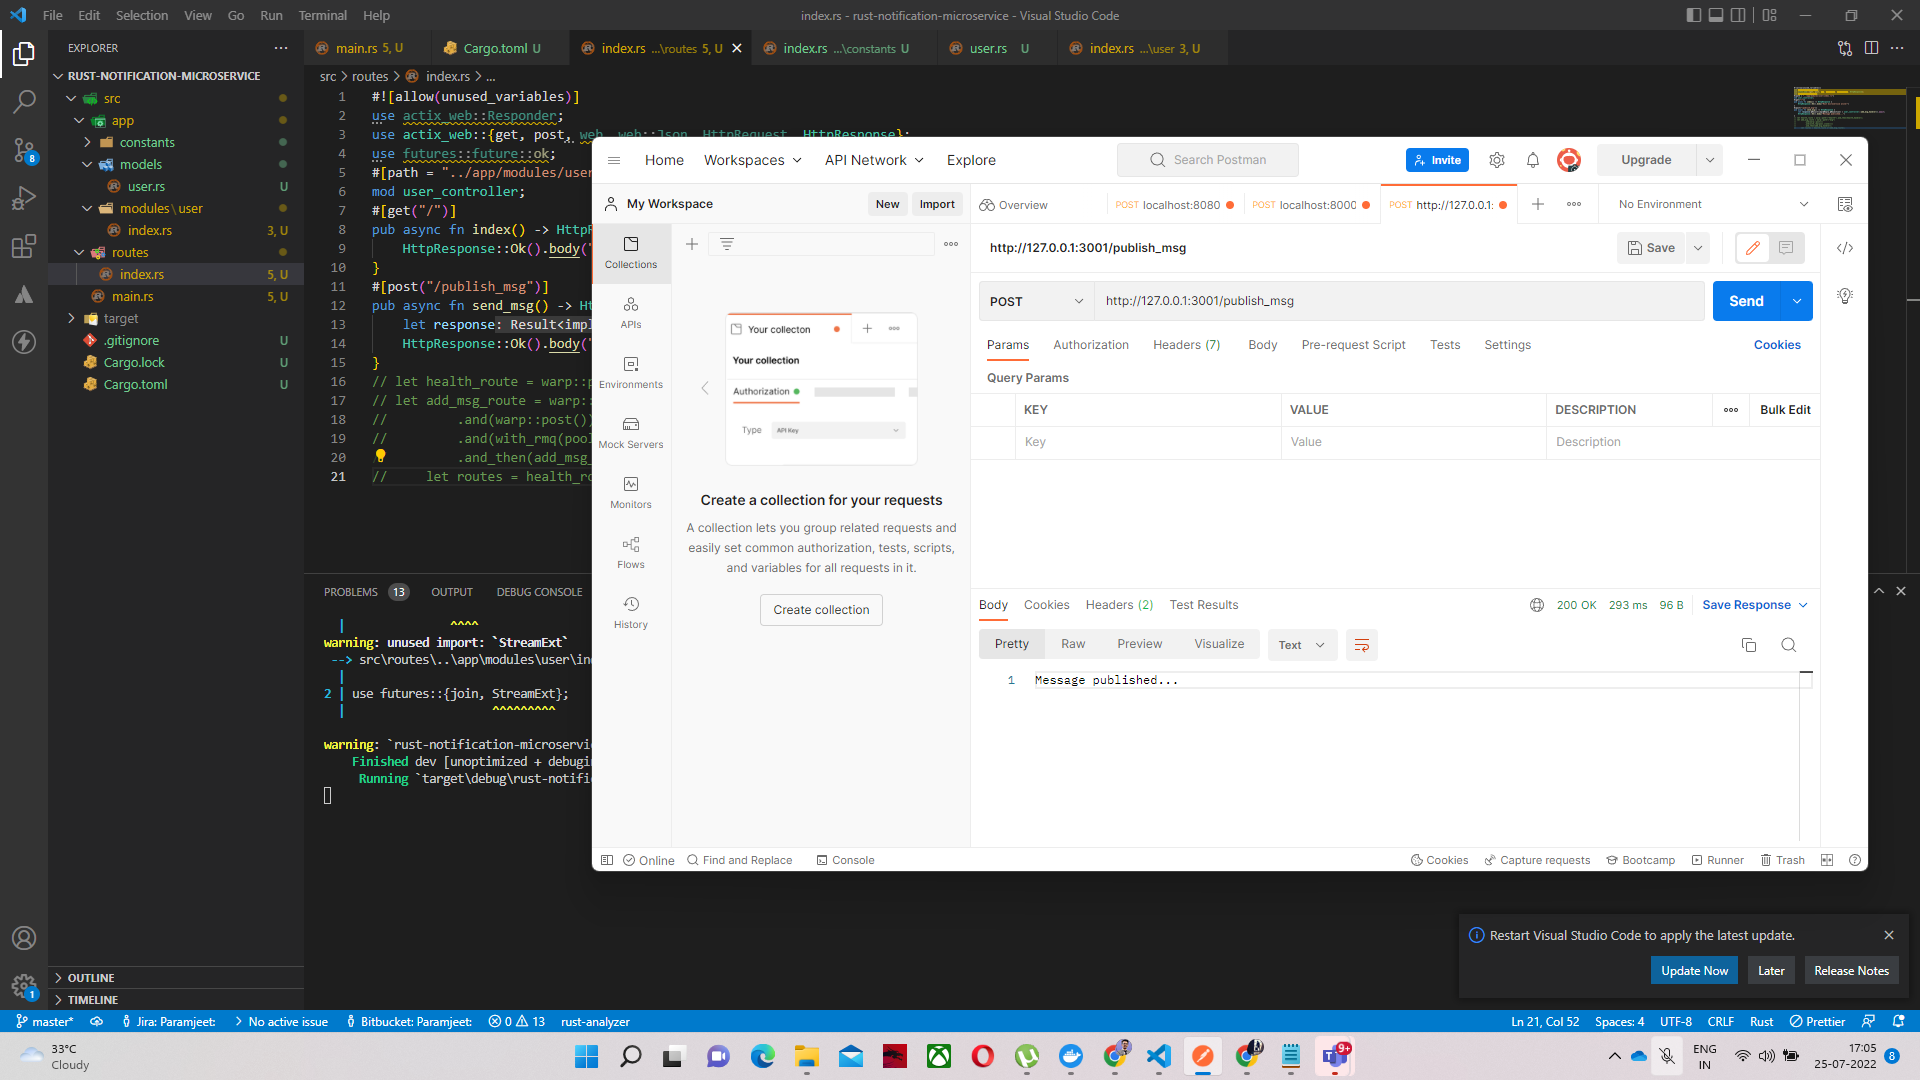 File Edit Selection View Go Run Terminal Help
index.rs - rust-notification-microservice - Visual Studio Code
EXPLORER
RUST-NOTIFICATION-MICROSERVICE
src
app
constants
models
user.rs U
modules\user
index.rs 3, U
routes
index.rs 5, U
main.rs 5, U
target
.gitignore U
Cargo.lock U
Cargo.toml U
OUTLINE
TIMELINE
main.rs 5, U
Cargo.toml U
index.rs ...\routes 5, U
index.rs ...\constants U
user.rs U
index.rs ...\user 3, U
src > routes > index.rs > ...
1 #![allow(unused_variables)]
2 use actix_web::Responder;
3 use actix_web::{get, post, web, web::Json, HttpRequest, HttpResponse};
4 use futures::future::ok;
5 #[path = "../app/modules/user
6 mod user_controller;
7 #[get("/")]
8 pub async fn index() -> HttpR
9 HttpResponse::Ok().body("
10 }
11 #[post("/publish_msg")]
12 pub async fn send_msg() -> Ht
13 let response: Result<impl
14 HttpResponse::Ok().body("
15 }
16 // let health_route = warp::p
17 // let add_msg_route = warp::
18 // .and(warp::post())
19 // .and(with_rmq(pool
20 // .and_then(add_msg_
21 // let routes = health_ro
PROBLEMS 13 OUTPUT DEBUG CONSOLE
| ^^^^
warning: unused import: `StreamExt`
--> src\routes\..\app\modules\user\in
|
2 | use futures::{join, StreamExt};
| ^^^^^^^^^
warning: `rust-notification-microservic
Finished dev [unoptimized + debugin
Running `target\debug\rust-notifi
Home Workspaces API Network Explore
Search Postman
Invite
Upgrade
My Workspace
New Import
Overview
POST localhost:8080
POST localhost:8000
POST http://127.0.0.1:
No Environment
Collections
APIs
Environments
Mock Servers
Monitors
Flows
History
Your collecton
Your collection
Authorization
Type API Key
Create a collection for your requests
A collection lets you group related requests and
easily set common authorization, tests, scripts,
and variables for all requests in it.
Create collection
http://127.0.0.1:3001/publish_msg
Save
POST http://127.0.0.1:3001/publish_msg
Send
Params Authorization Headers (7) Body Pre-request Script Tests Settings
Cookies
Query Params
KEY VALUE DESCRIPTION Bulk Edit
Key Value Description
Body Cookies Headers (2) Test Results
200 OK 293 ms 96 B Save Response
Pretty Raw Preview Visualize Text
1 Message published...
Online Find and Replace Console
Cookies Capture requests Bootcamp Runner Trash
Restart Visual Studio Code to apply the latest update.
Update Now Later Release Notes
1
8
master* Jira: Paramjeet: No active issue Bitbucket: Paramjeet: 0 13 rust-analyzer
Ln 21, Col 52 Spaces: 4 UTF-8 CRLF Rust Prettier
33°C
Cloudy
9+
ENG
IN
17:05
25-07-2022
8